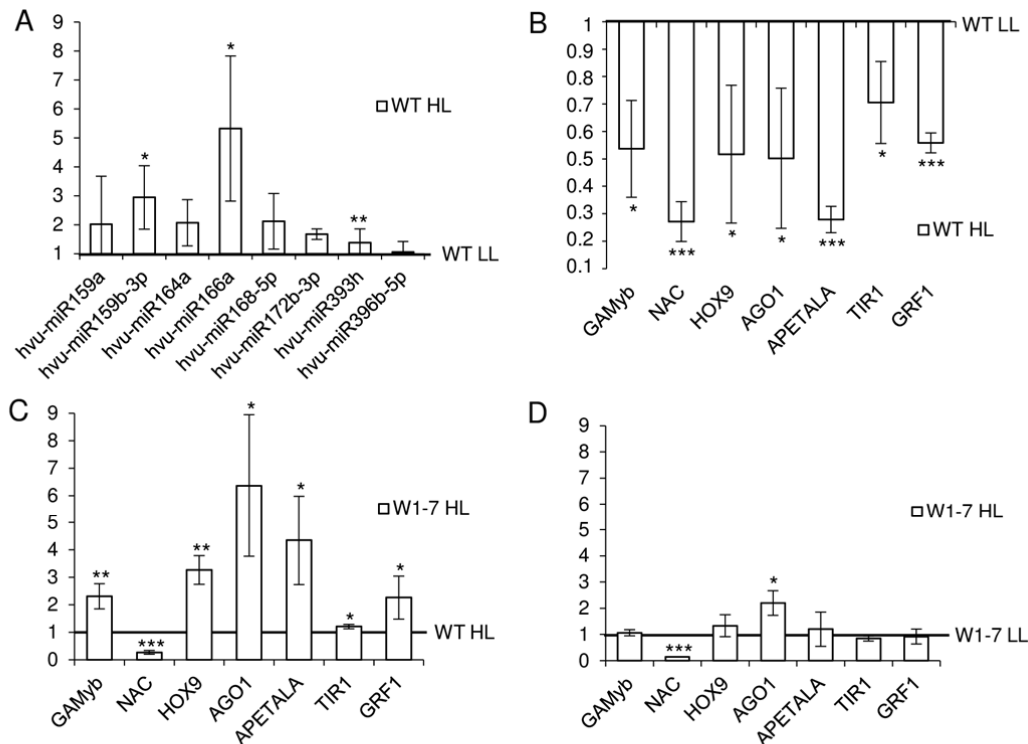 A
9
8
7
6
5
4
3
2
1
*
*
**
WT HL
WT LL
hvu-miR159a
hvu-miR159b-3p
hvu-miR164a
hvu-miR166a
hvu-miR168-5p
hvu-miR172b-3p
hvu-miR393h
hvu-miR396b-5p
B
1
0.9
0.8
0.7
0.6
0.5
0.4
0.3
0.2
0.1
WT LL
*
***
*
*
***
*
***
WT HL
GAMyb
NAC
HOX9
AGO1
APETALA
TIR1
GRF1
C
9
8
7
6
5
4
3
2
1
0
**
***
**
*
*
*
*
W1-7 HL
WT HL
GAMyb
NAC
HOX9
AGO1
APETALA
TIR1
GRF1
D
9
8
7
6
5
4
3
2
1
0
***
*
W1-7 HL
W1-7 LL
GAMyb
NAC
HOX9
AGO1
APETALA
TIR1
GRF1